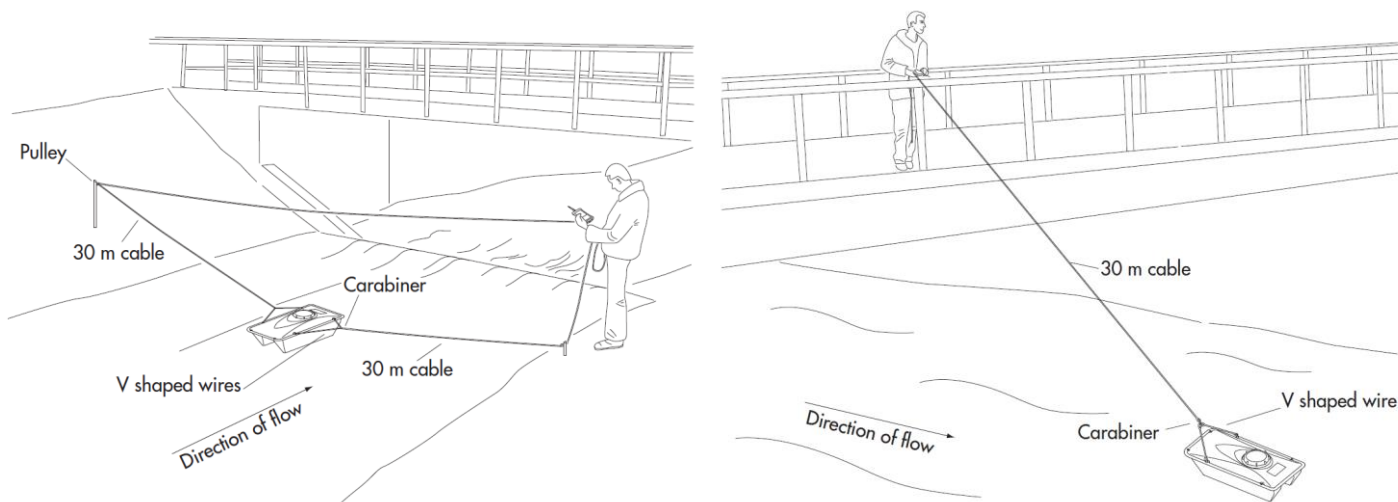 Pulley
30 m cable
Carabiner
30 m cable
V shaped wires
Direction of flow
30 m cable
V shaped wire
Carabiner
Direction of flow